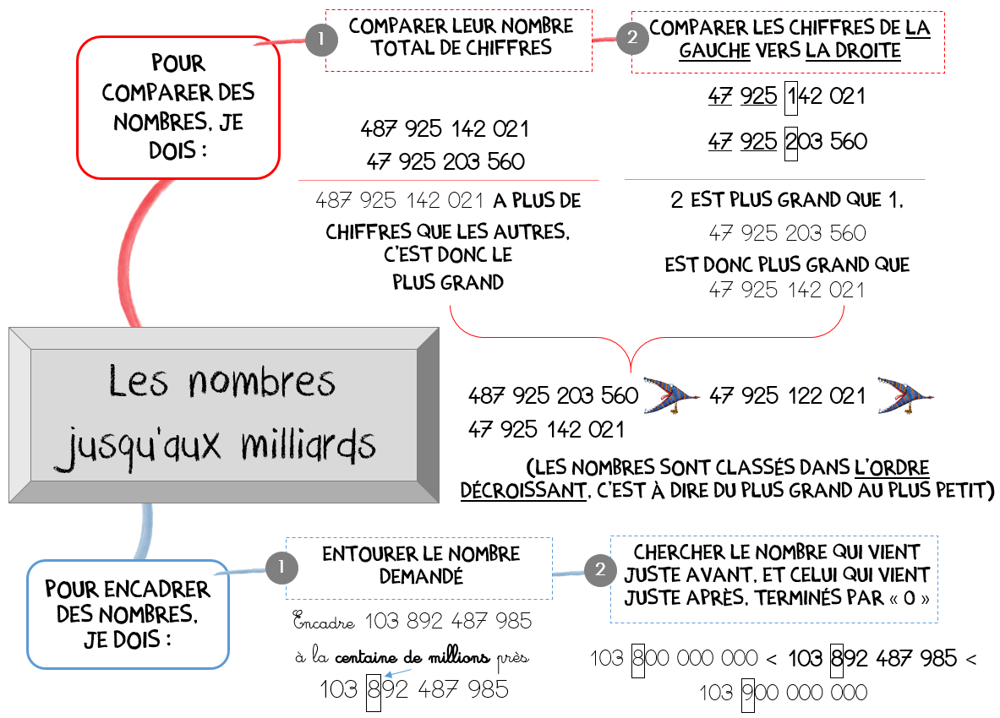 Les nombres
jusqu'aux milliards
POUR
COMPARER DES
NOMBRES, JE
DOIS :
1
COMPARER LEUR NOMBRE
TOTAL DE CHIFFRES
487 925 142 021
47 925 203 560
487 925 142 021 A PLUS DE
CHIFFRES QUE LES AUTRES,
C'EST DONC LE
PLUS GRAND
2
COMPARER LES CHIFFRES DE LA
GAUCHE VERS LA DROITE
47 925 142 021
47 925 203 560
2 EST PLUS GRAND QUE 1,
47 925 203 560
EST DONC PLUS GRAND QUE
47 925 142 021
487 925 203 560 47 925 122 021
47 925 142 021
(LES NOMBRES SONT CLASSÉS DANS L'ORDRE
DÉCROISSANT, C'EST À DIRE DU PLUS GRAND AU PLUS PETIT)
POUR ENCADRER
DES NOMBRES,
JE DOIS :
1
ENTOURER LE NOMBRE
DEMANDÉ
Encadre 103 892 487 985
à la centaine de millions près
103 892 487 985
2
CHERCHER LE NOMBRE QUI VIENT
JUSTE AVANT, ET CELUI QUI VIENT
JUSTE APRÈS, TERMINÉS PAR « 0 »
103 800 000 000 < 103 892 487 985 <
103 900 000 000